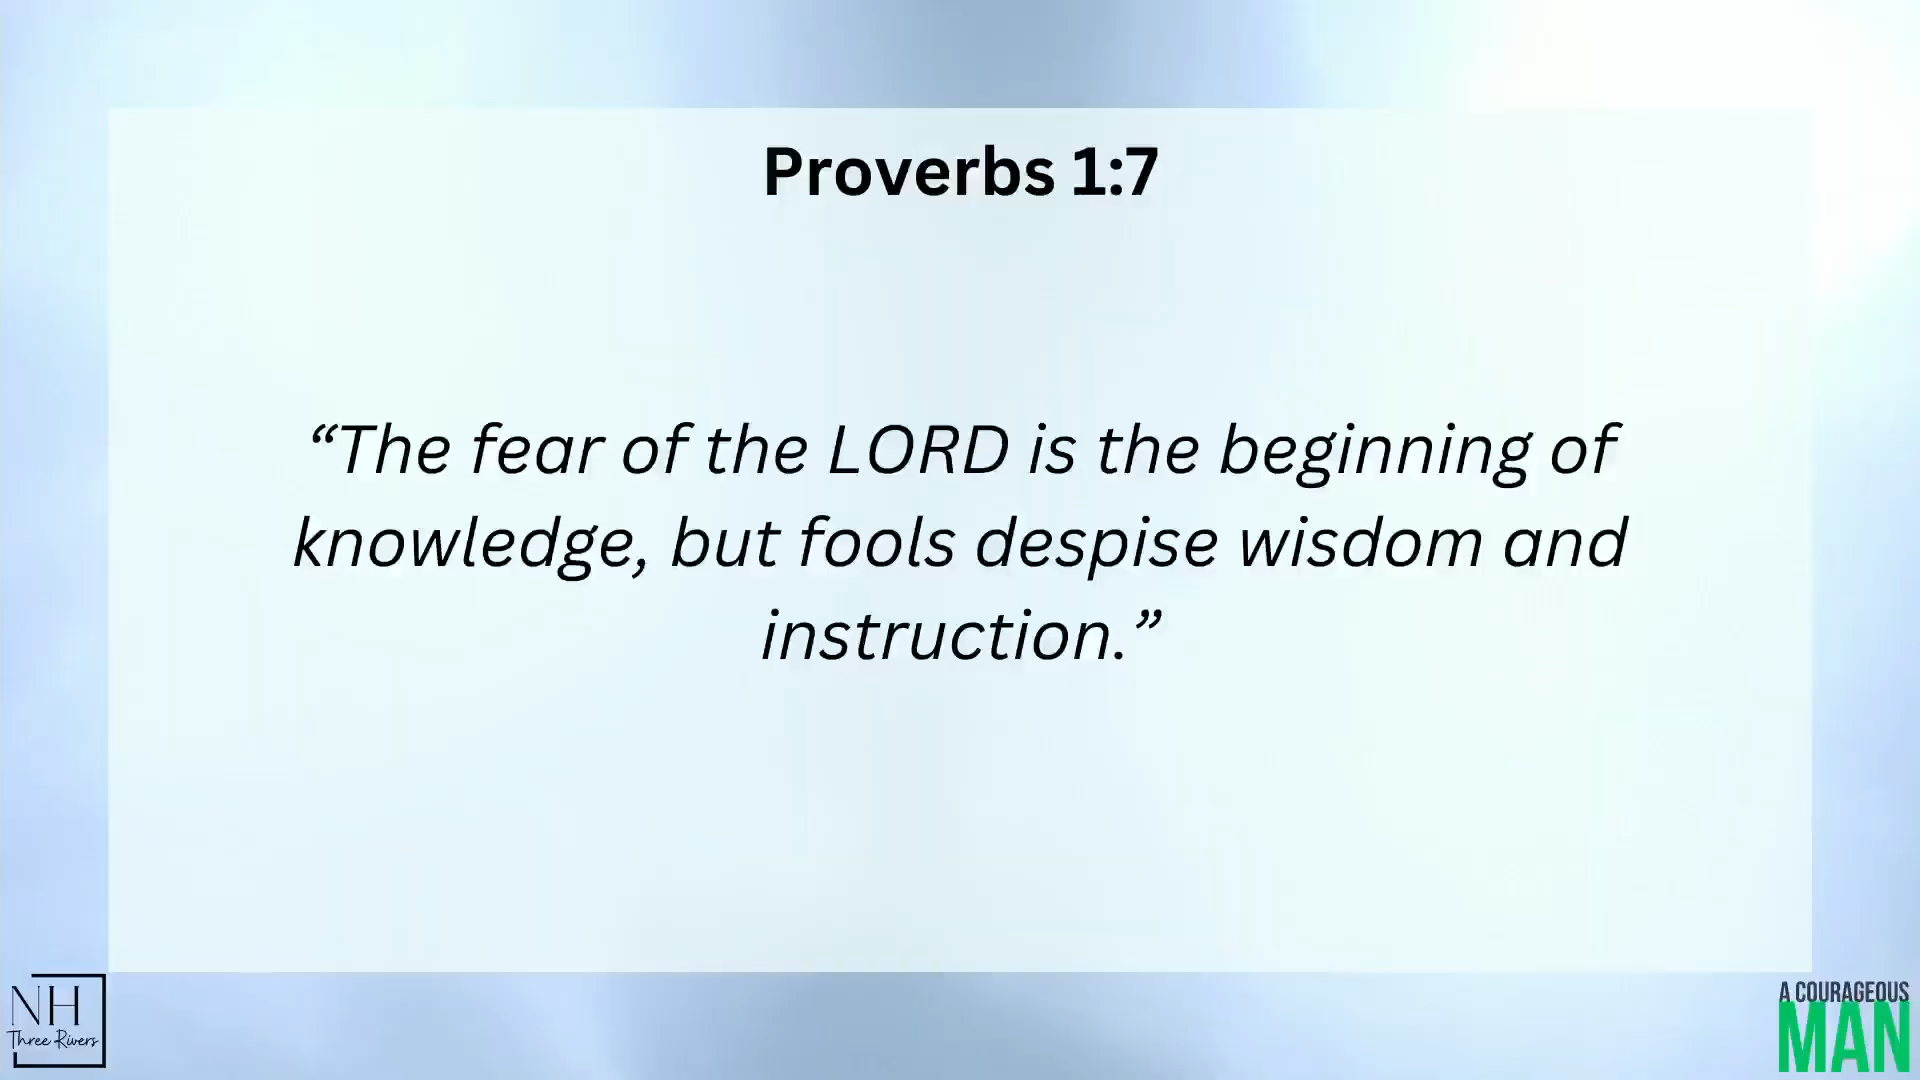 Proverbs 1:7
“The fear of the LORD is the beginning of
knowledge, but fools despise wisdom and
instruction.”
NH
Three Rivers
A COURAGEOUS
MAN